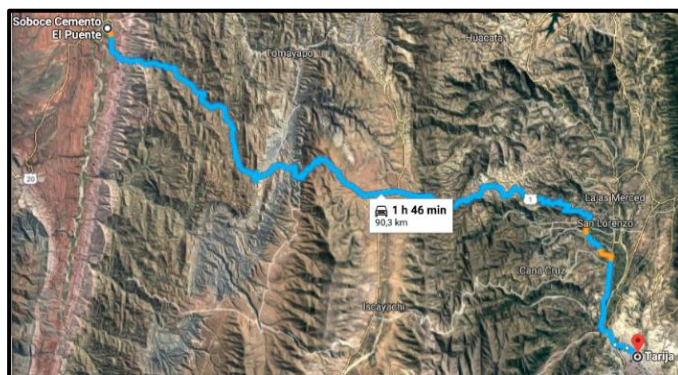 Soboce Cemento
El Puente
Tomayapo
Huacata
20
1 h 46 min
90,3 km
1
Lajas Merced
San Lorenzo
Cana Cruz
Iscayachi
Tarija